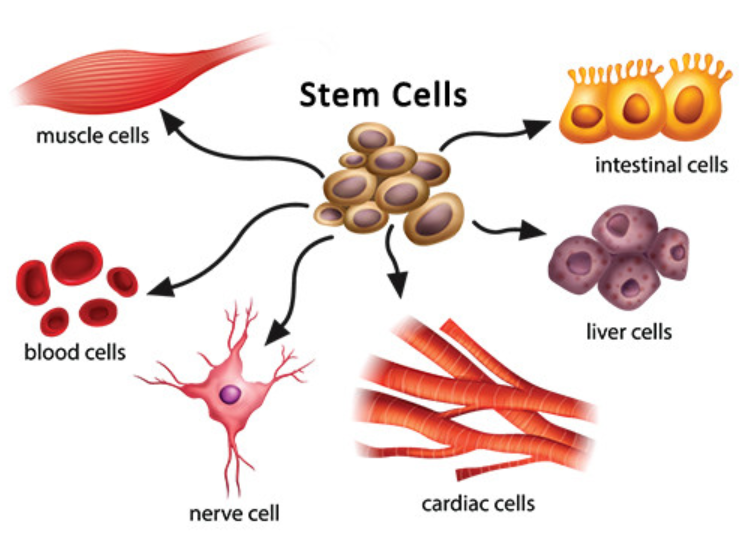 Stem Cells
muscle cells
intestinal cells
blood cells
liver cells
nerve cell
cardiac cells